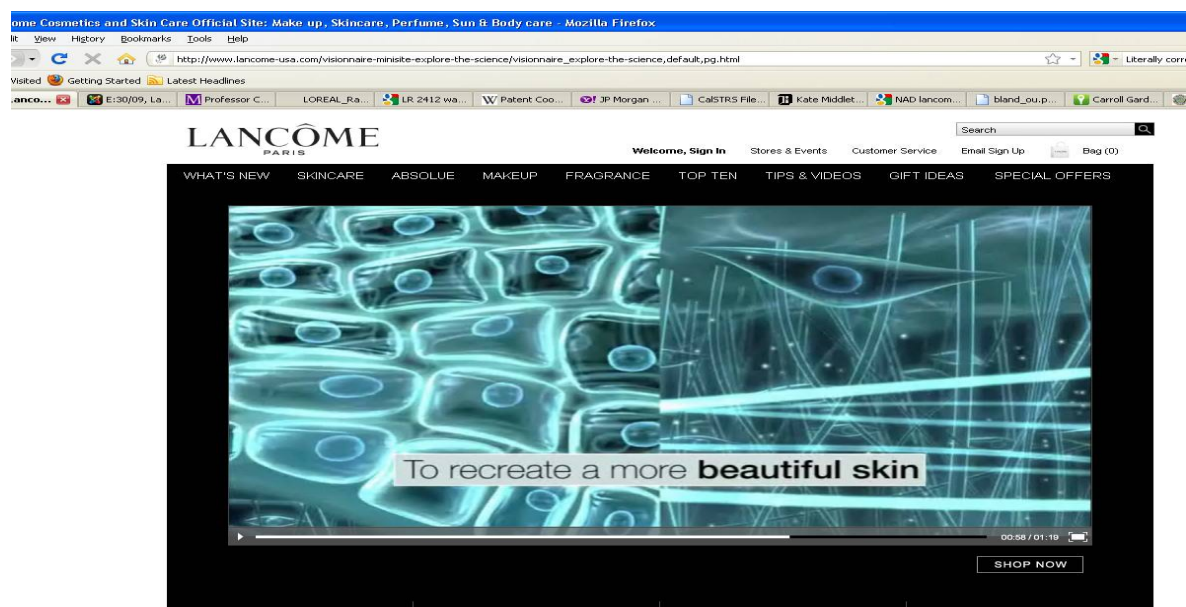 ome Cosmetics and Skin Care Official Site: Make up, Skincare, Perfume, Sun & Body care - Mozilla Firefox
it View History Bookmarks Tools Help
http://www.lancome-usa.com/visionnaire-minisite-explore-the-science/visionnaire_explore-the-science,default,pg.html
Literally corre
Visited Getting Started Latest Headlines
anco... E:30/09, La... Professor C... LOREAL_Ra... LR 2412 wa... Patent Coo... JP Morgan ... CalSTRS File... Kate Middlet... NAD lancom... bland_ou.p... Carroll Gard...
LANCÔME
PARIS
Search
Welcome, Sign In Stores & Events Customer Service Email Sign Up Bag (0)
WHAT'S NEW SKINCARE ABSOLUE MAKEUP FRAGRANCE TOP TEN TIPS & VIDEOS GIFT IDEAS SPECIAL OFFERS
To recreate a more beautiful skin
00:58 / 01:19
SHOP NOW